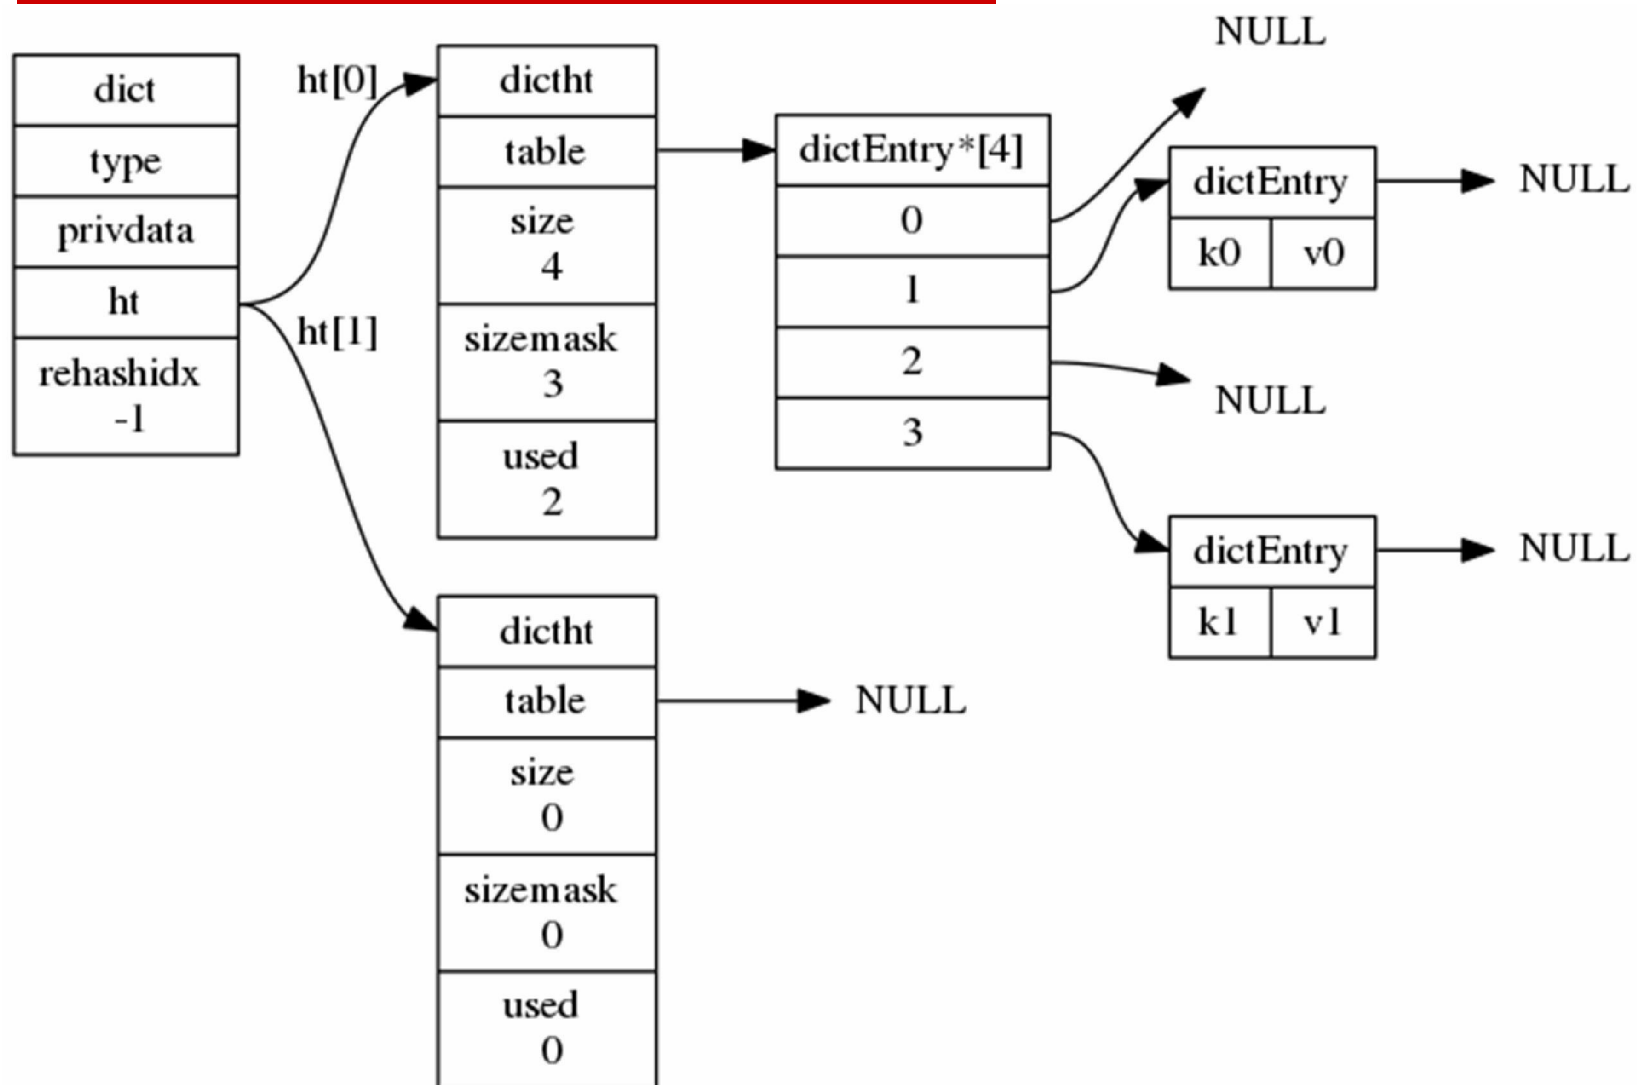 dict
type
privdata
ht
rehashidx
-1
ht[0]
ht[1]
dictht
table
size
4
sizemask
3
used
2
dictht
table
size
0
sizemask
0
used
0
NULL
dictEntry*[4]
0
1
2
3
NULL
dictEntry
k0 v0
NULL
NULL
dictEntry
k1 v1
NULL